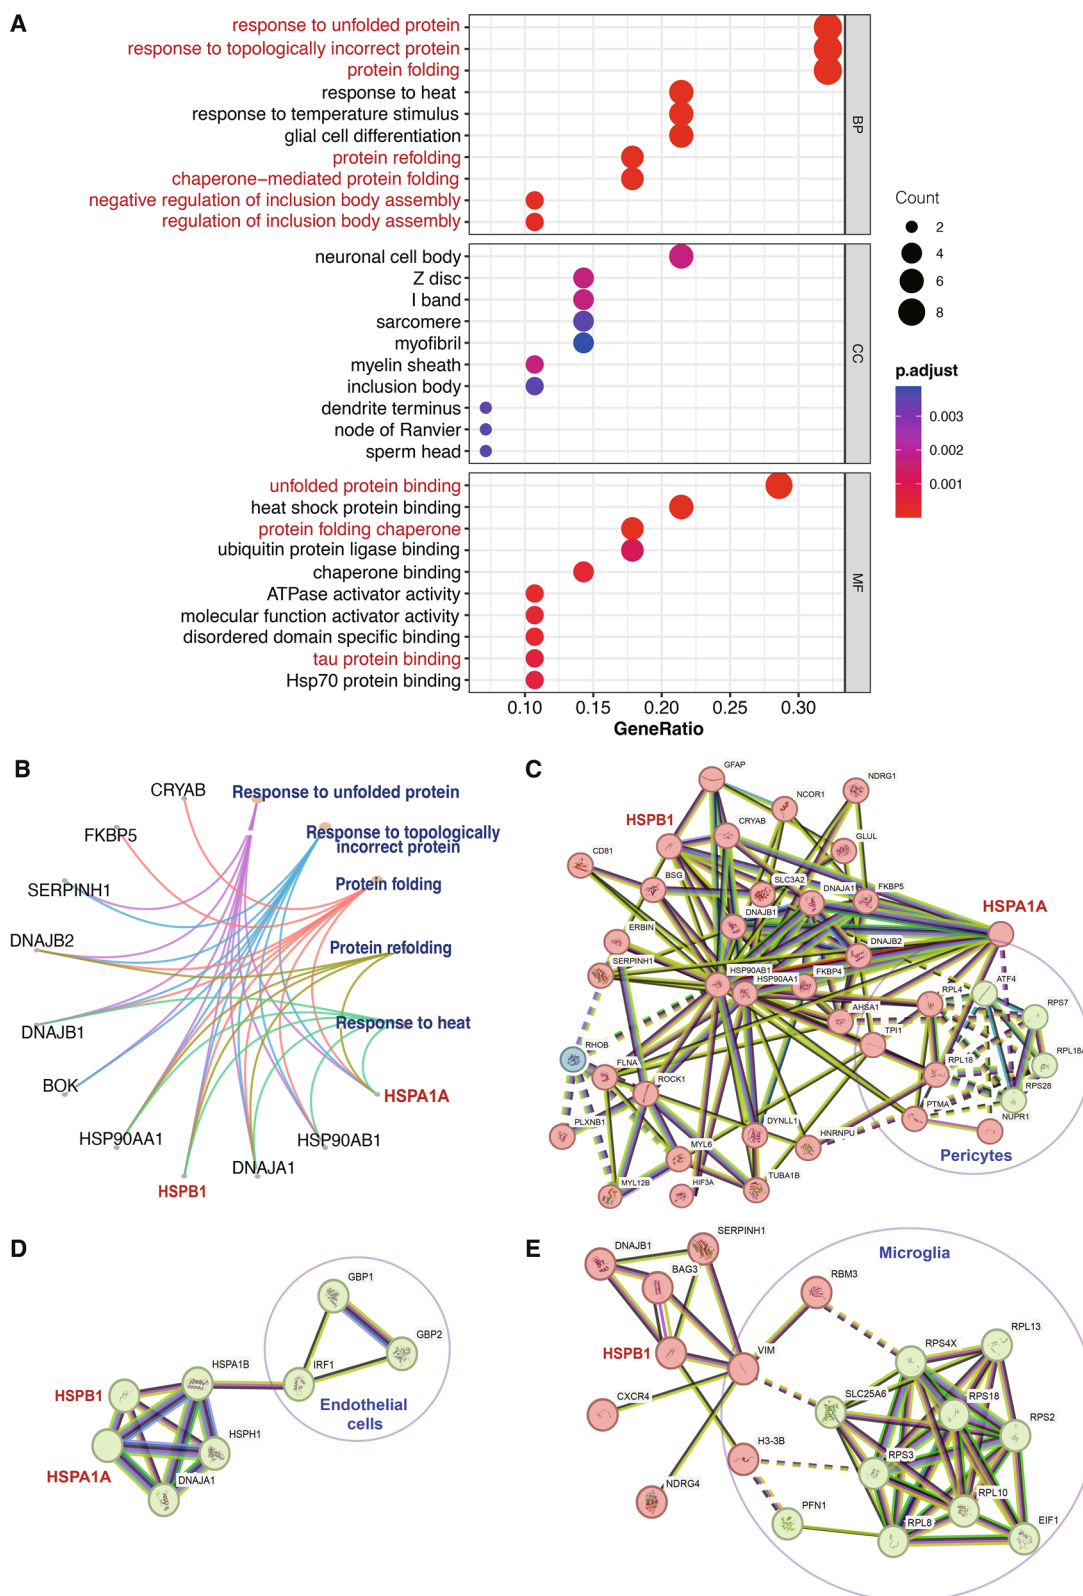 A
response to unfolded protein
response to topologically incorrect protein
protein folding
response to heat
response to temperature stimulus
glial cell differentiation
protein refolding
chaperone−mediated protein folding
negative regulation of inclusion body assembly
regulation of inclusion body assembly
BP
neuronal cell body
Z disc
I band
sarcomere
myofibril
myelin sheath
inclusion body
dendrite terminus
node of Ranvier
sperm head
CC
unfolded protein binding
heat shock protein binding
protein folding chaperone
ubiquitin protein ligase binding
chaperone binding
ATPase activator activity
molecular function activator activity
disordered domain specific binding
tau protein binding
Hsp70 protein binding
MF
0.10 0.15 0.20 0.25 0.30
GeneRatio
Count
2
4
6
8
p.adjust
0.003
0.002
0.001
B
CRYAB
Response to unfolded protein
FKBP5
Response to topologically
incorrect protein
SERPINH1
Protein folding
DNAJB2
Protein refolding
DNAJB1
Response to heat
BOK
HSPA1A
HSP90AA1
HSP90AB1
DNAJA1
HSPB1
C
GFAP
NDRG1
NCOR1
HSPB1
CRYAB
GLUL
CD81
BSG
SLC3A2
DNAJA1
FKBP5
HSPA1A
DNAJB1
ERBIN
DNAJB2
SERPINH1
HSP90AB1
HSP90AA1
FKBP4
ATF4
RPL4
RPS7
AHSA1
TPI1
RHOB
RPL18A
FLNA
RPL18
ROCK1
RPS28
PTMA
NUPR1
PLXNB1
DYNLL1
HNRNPU
MYL6
Pericytes
MYL12B
HIF3A
TUBA1B
D
GBP1
GBP2
HSPA1B
IRF1
HSPB1
Endothelial
cells
HSPH1
HSPA1A
DNAJA1
E
SERPINH1
DNAJB1
Microglia
BAG3
RBM3
RPL13
RPS4X
HSPB1
VIM
CXCR4
SLC25A6
RPS18
RPS2
H3-3B
RPS3
NDRG4
RPL10
PFN1
RPL8
EIF1